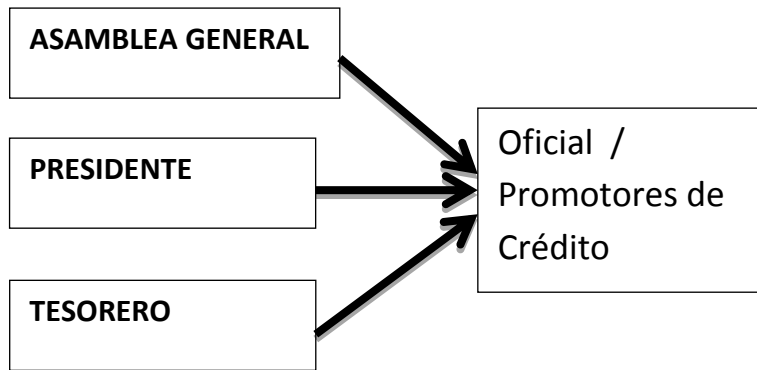 ASAMBLEA GENERAL
PRESIDENTE
TESORERO
Oficial /
Promotores de
Crédito